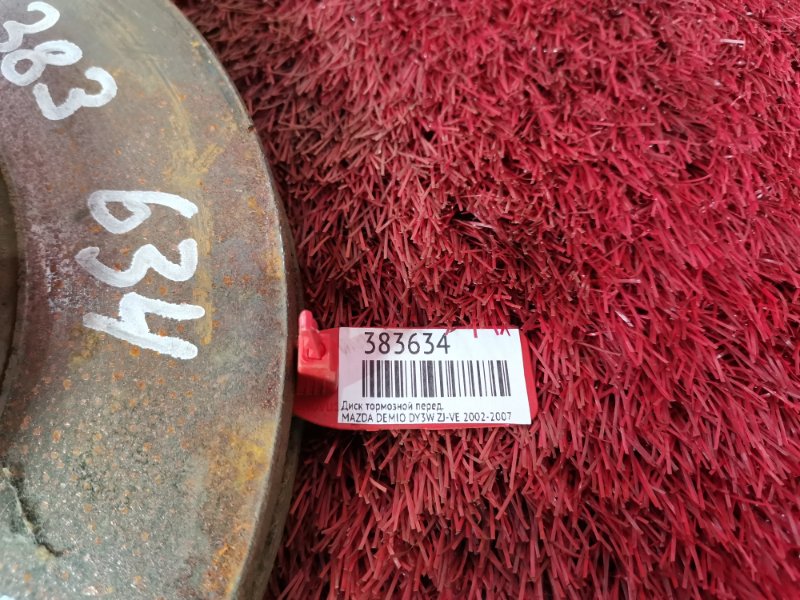 383
634
383634
Диск тормозной перед.
MAZDA DEMIO DY3W ZJ-VE 2002-2007